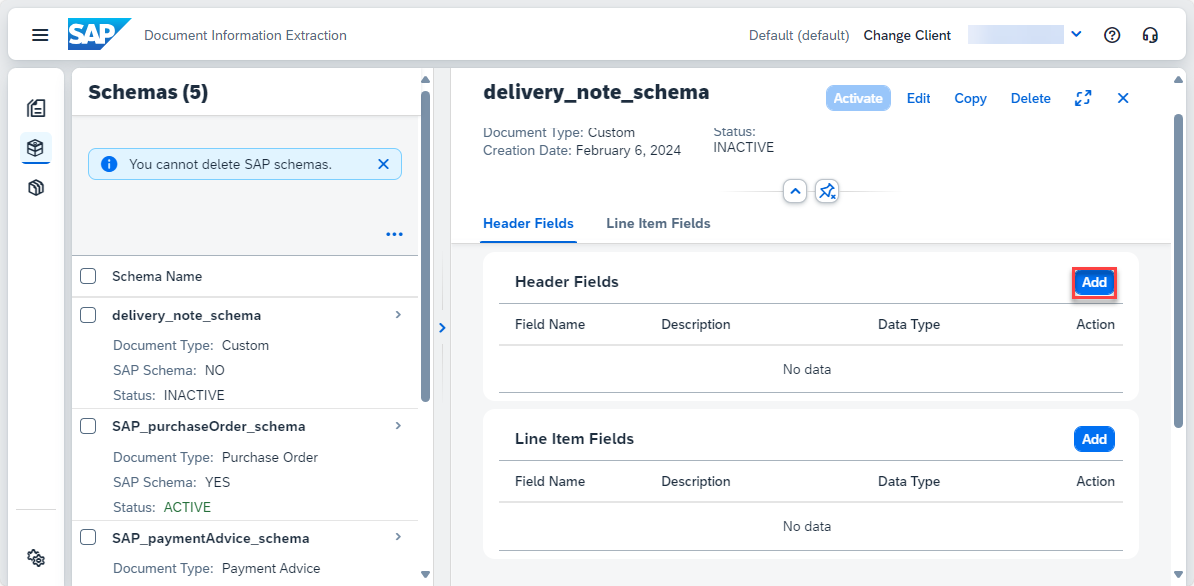 SAP Document Information Extraction
Default (default) Change Client
Schemas (5)
You cannot delete SAP schemas.
Schema Name
delivery_note_schema
Document Type: Custom
SAP Schema: NO
Status: INACTIVE
SAP_purchaseOrder_schema
Document Type: Purchase Order
SAP Schema: YES
Status: ACTIVE
SAP_paymentAdvice_schema
Document Type: Payment Advice
delivery_note_schema
Activate Edit Copy Delete
Document Type: Custom
Creation Date: February 6, 2024
Status:
INACTIVE
Header Fields Line Item Fields
Header Fields Add
Field Name Description Data Type Action
No data
Line Item Fields Add
Field Name Description Data Type Action
No data